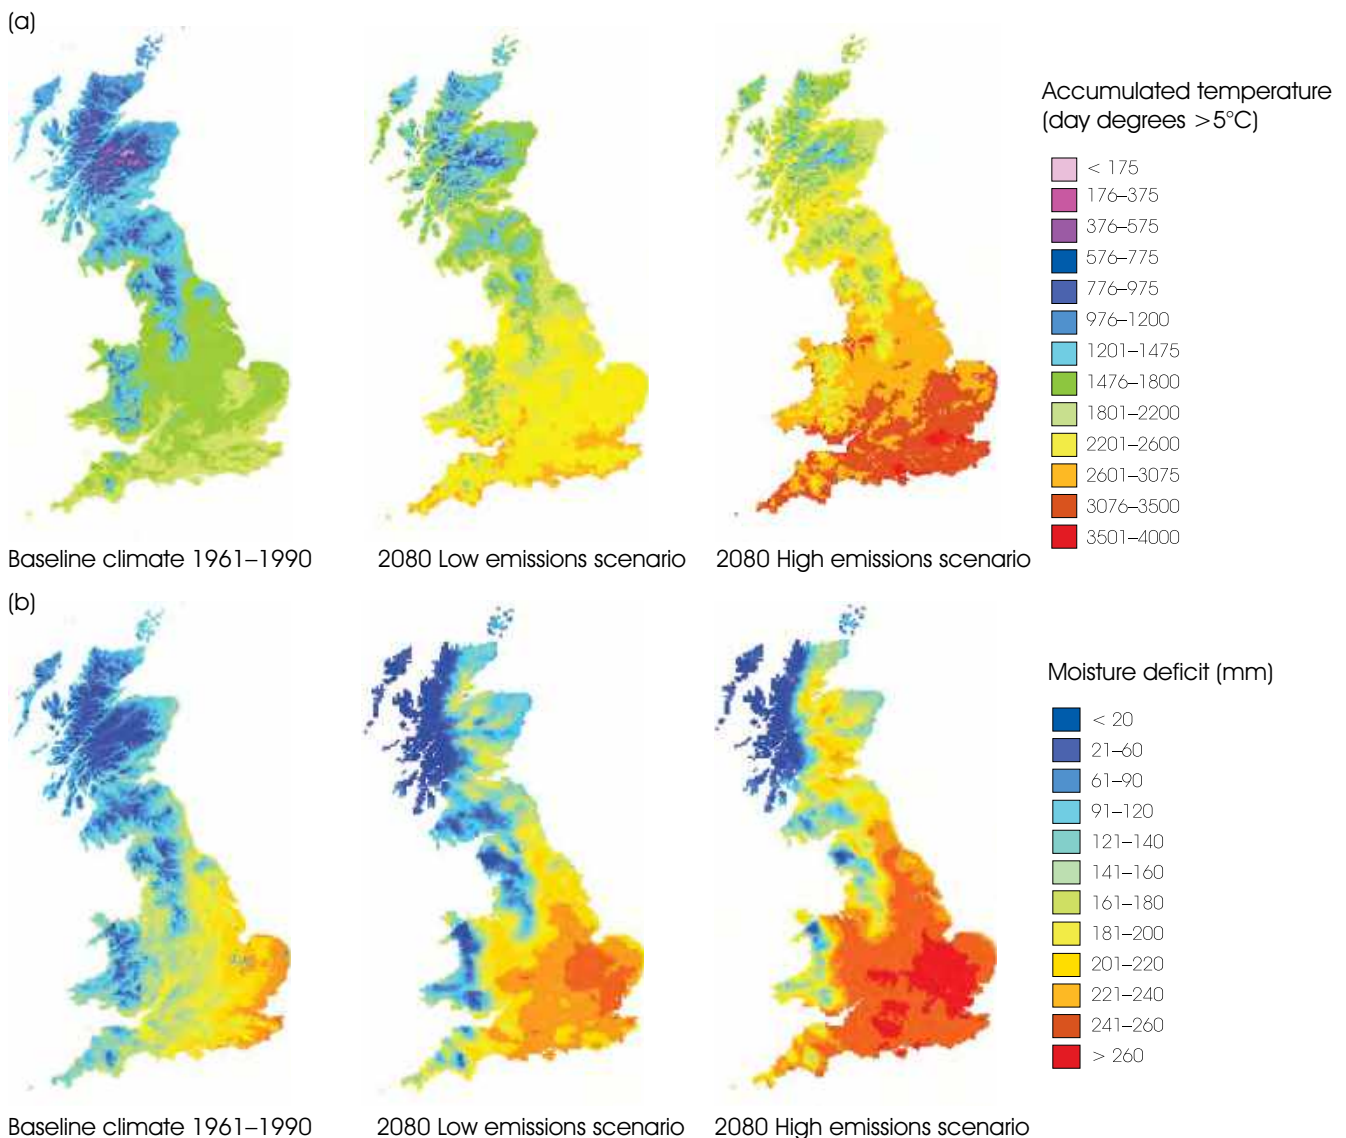 (a)
Accumulated temperature
(day degrees >5°C)
< 175
176–375
376–575
576–775
776–975
976–1200
1201–1475
1476–1800
1801–2200
2201–2600
2601–3075
3076–3500
3501–4000
Baseline climate 1961–1990
2080 Low emissions scenario
2080 High emissions scenario
(b)
Moisture deficit (mm)
< 20
21–60
61–90
91–120
121–140
141–160
161–180
181–200
201–220
221–240
241–260
> 260
Baseline climate 1961–1990
2080 Low emissions scenario
2080 High emissions scenario